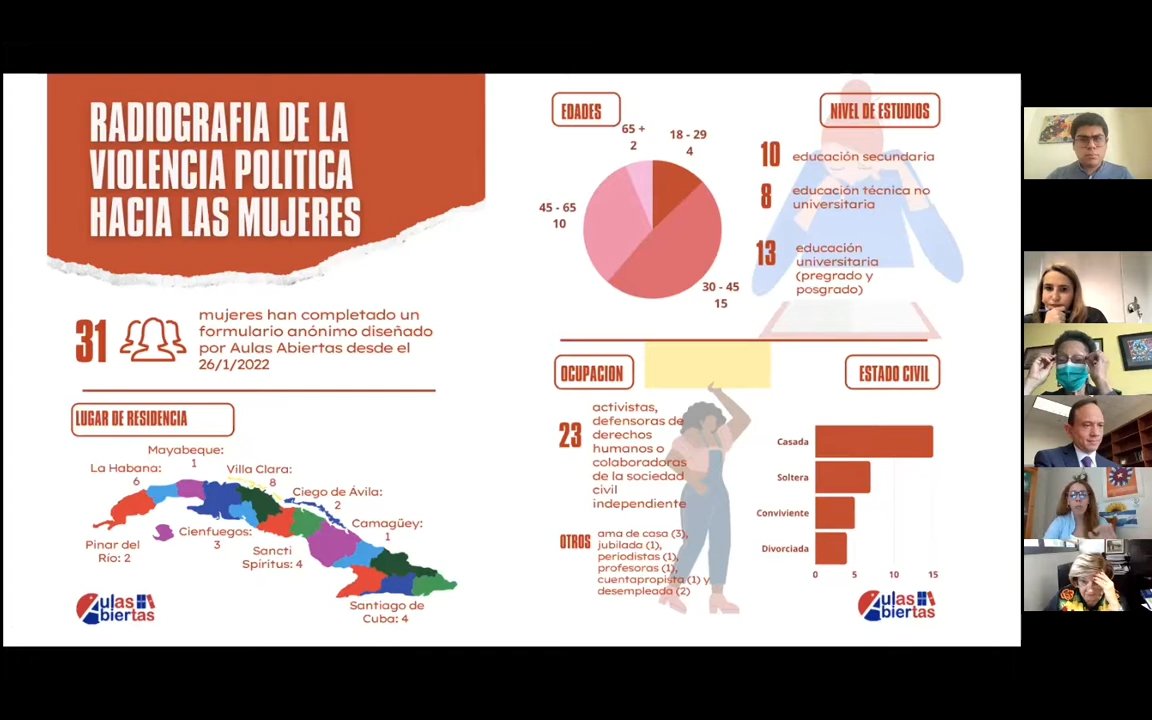 RADIOGRAFIA DE LA
VIOLENCIA POLITICA
HACIA LAS MUJERES
31
mujeres han completado un
formulario anónimo diseñado
por Aulas Abiertas desde el
26/1/2022
LUGAR DE RESIDENCIA
Mayabeque:
1
La Habana:
6
Villa Clara:
8
Ciego de Ávila:
2
Camagüey:
1
Cienfuegos:
3
Pinar del
Río: 2
Sancti
Spíritus: 4
Santiago de
Cuba: 4
Aulas
Abiertas
EDADES
65 +
2
18 - 29
4
45 - 65
10
30 - 45
15
NIVEL DE ESTUDIOS
10
educación secundaria
8
educación técnica no
universitaria
13
educación
universitaria
(pregrado y
posgrado)
OCUPACION
23
activistas,
defensoras de
derechos
humanos o
colaboradoras
de la sociedad
civil
independiente
OTROS
ama de casa (3),
jubilada (1),
periodistas (1),
profesoras (1),
cuentapropista (1) y
desempleada (2)
ESTADO CIVIL
Casada
Soltera
Conviviente
Divorciada
0 5 10 15
Aulas
Abiertas